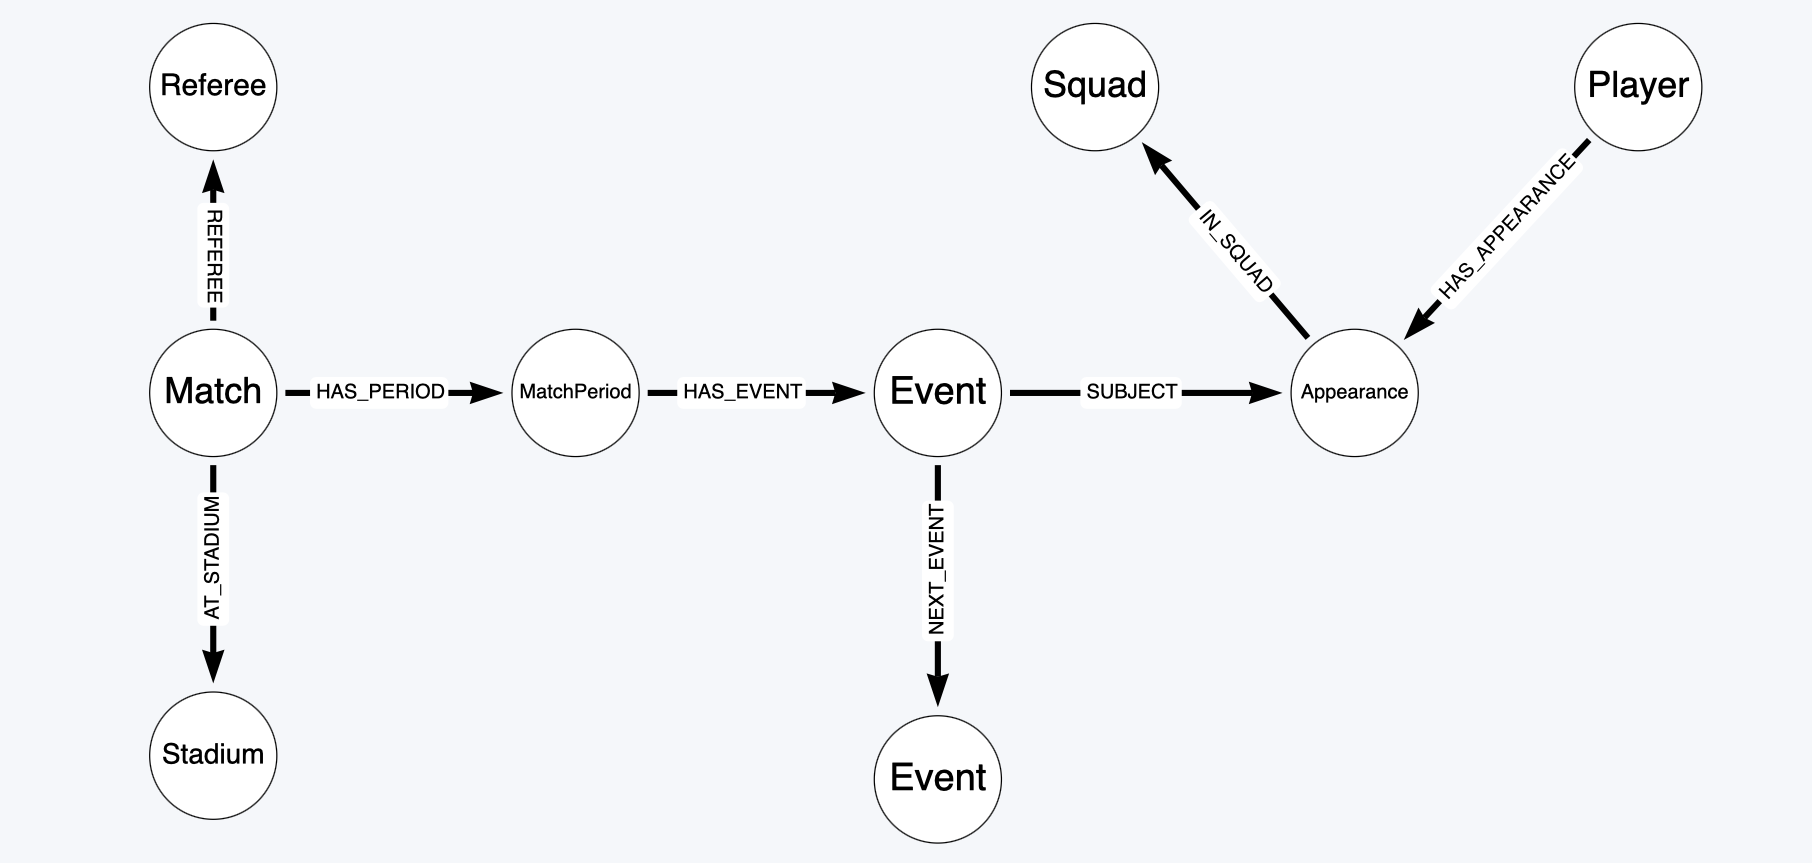 Referee
Squad
Player
REFEREE
IN_SQUAD
HAS_APPEARANCE
Match
HAS_PERIOD
MatchPeriod
HAS_EVENT
Event
SUBJECT
Appearance
AT_STADIUM
NEXT_EVENT
Stadium
Event